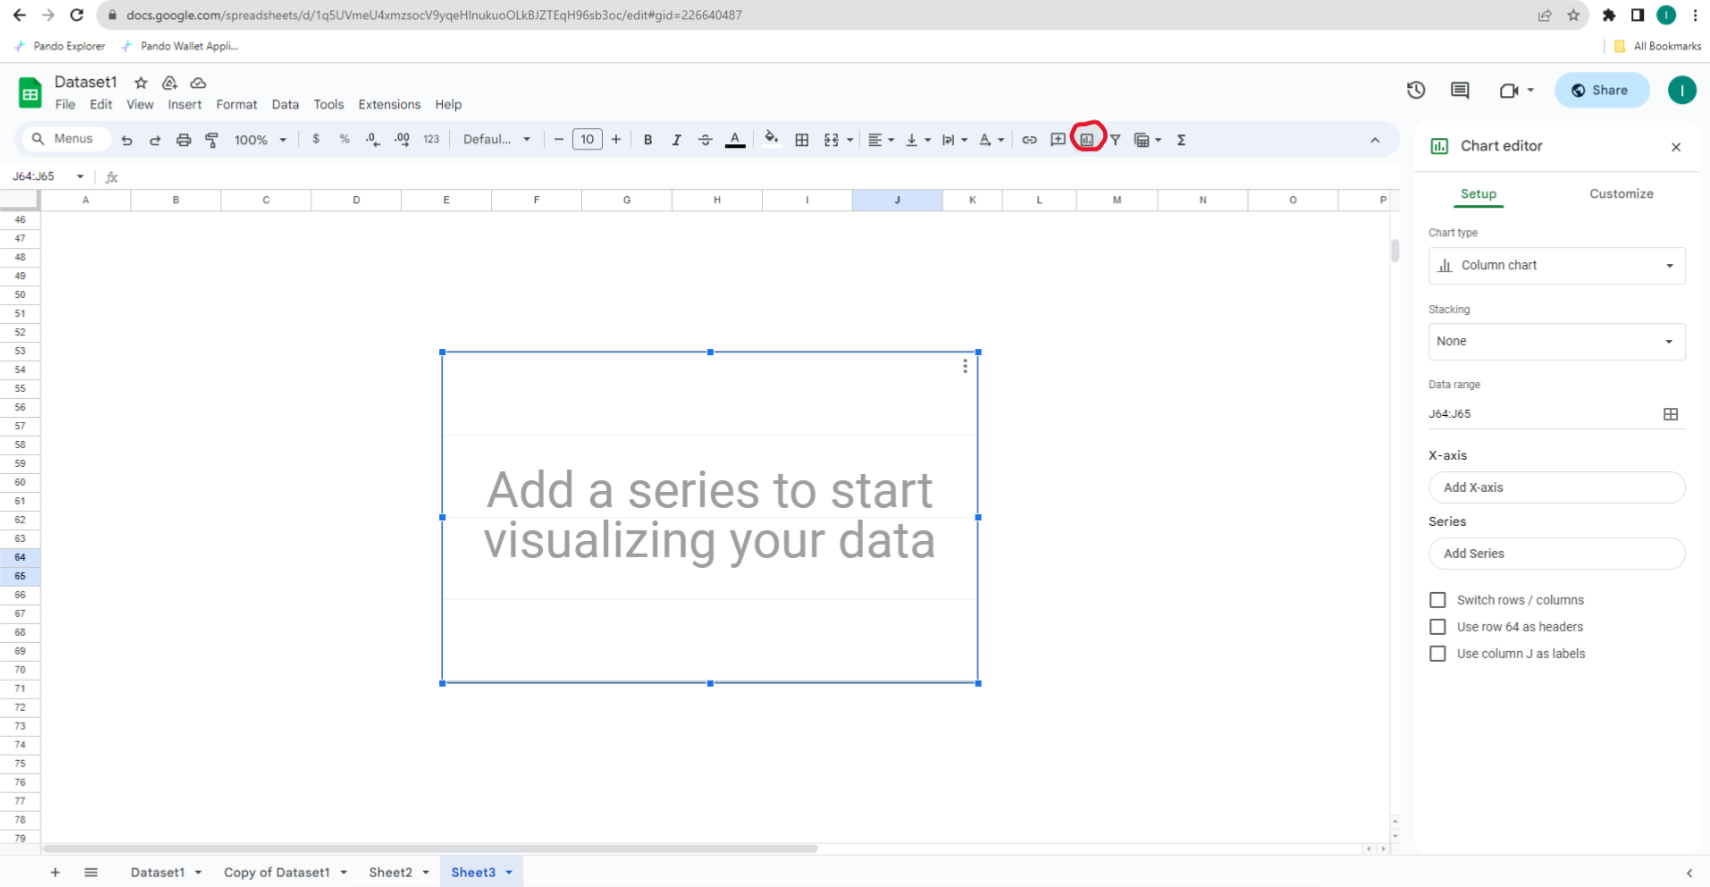 docs.google.com/spreadsheets/d/1q5UVmeU4xmzsocV9yqeHlnukuoOLkBJZTEqH96sb3oc/edit#gid=226640487
I
Pando Explorer
Pando Wallet Appli...
All Bookmarks
Dataset1
File Edit View Insert Format Data Tools Extensions Help
Share
I
Menus
100%
$ % .0 .00 123
Defaul...
10
B I A
Σ
J64:J65
fx
A B C D E F G H I J K L M N O P
46
47
48
49
50
51
52
53
54
55
56
57
58
59
60
61
62
63
64
65
66
67
68
69
70
71
72
73
74
75
76
77
78
79
Add a series to start
visualizing your data
Chart editor
Setup Customize
Chart type
Column chart
Stacking
None
Data range
J64:J65
X-axis
Add X-axis
Series
Add Series
Switch rows / columns
Use row 64 as headers
Use column J as labels
Dataset1 Copy of Dataset1 Sheet2 Sheet3